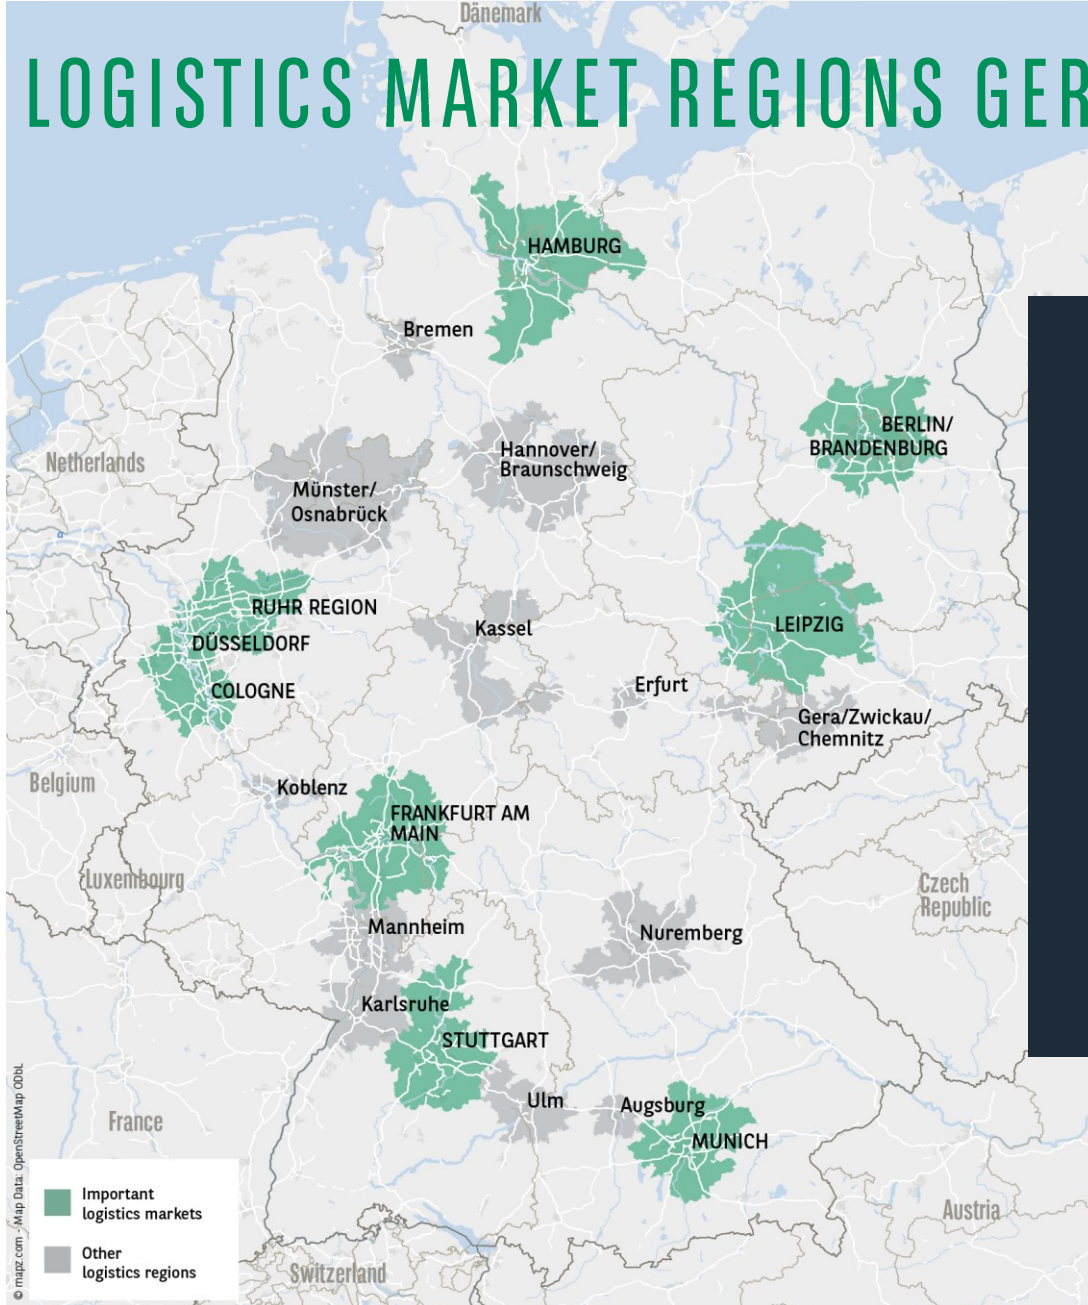 Dänemark
LOGISTICS MARKET REGIONS GER
HAMBURG
Bremen
BERLIN/
BRANDENBURG
Netherlands
Hannover/
Braunschweig
Münster/
Osnabrück
RUHR REGION
DÜSSELDORF
COLOGNE
Kassel
LEIPZIG
Erfurt
Gera/Zwickau/
Chemnitz
Belgium
Koblenz
FRANKFURT AM
MAIN
Luxembourg
Czech
Republic
Mannheim
Nuremberg
Karlsruhe
STUTTGART
Ulm
Augsburg
MUNICH
France
Austria
Switzerland
Important
logistics markets
Other
logistics regions
© mapz.com - Map Data: OpenStreetMap ODbL